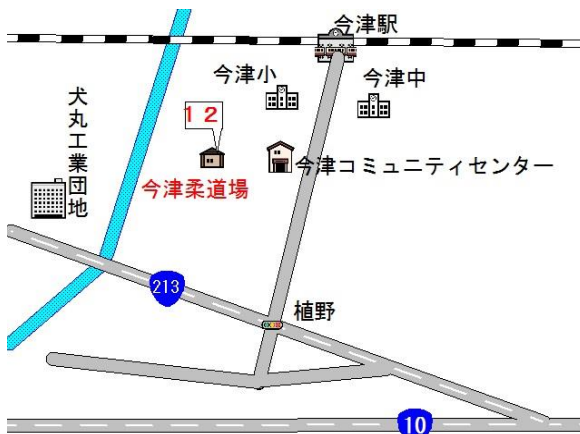 今津駅
今津小
今津中
１２
犬丸工業団地
今津コミュニティセンター
今津柔道場
213
植野
10